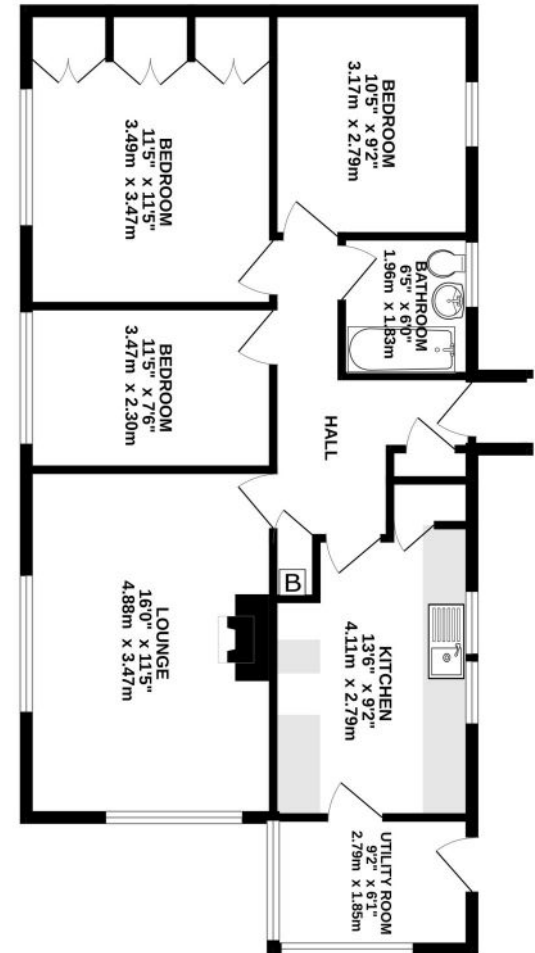 BEDROOM
10'5" x 9'2"
3.17m x 2.79m
BEDROOM
11'5" x 11'5"
3.49m x 3.47m
BATHROOM
6'5" x 6'0"
1.96m x 1.83m
BEDROOM
11'5" x 7'6"
3.47m x 2.30m
HALL
B
LOUNGE
16'0" x 11'5"
4.88m x 3.47m
KITCHEN
13'6" x 9'2"
4.11m x 2.79m
UTILITY ROOM
9'2" x 6'1"
2.79m x 1.85m